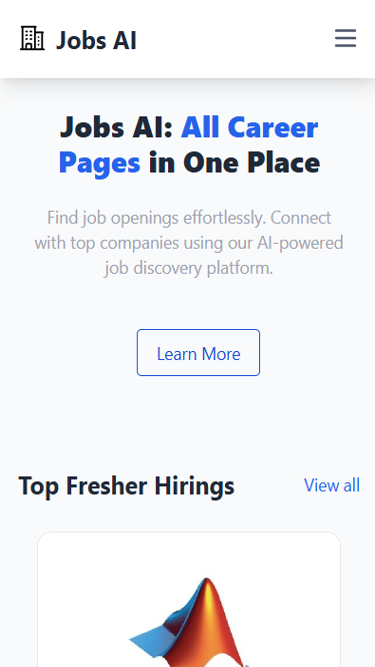 Jobs AI
Jobs AI: All Career
Pages in One Place
Find job openings effortlessly. Connect
with top companies using our AI-powered
job discovery platform.
Learn More
Top Fresher Hirings
View all